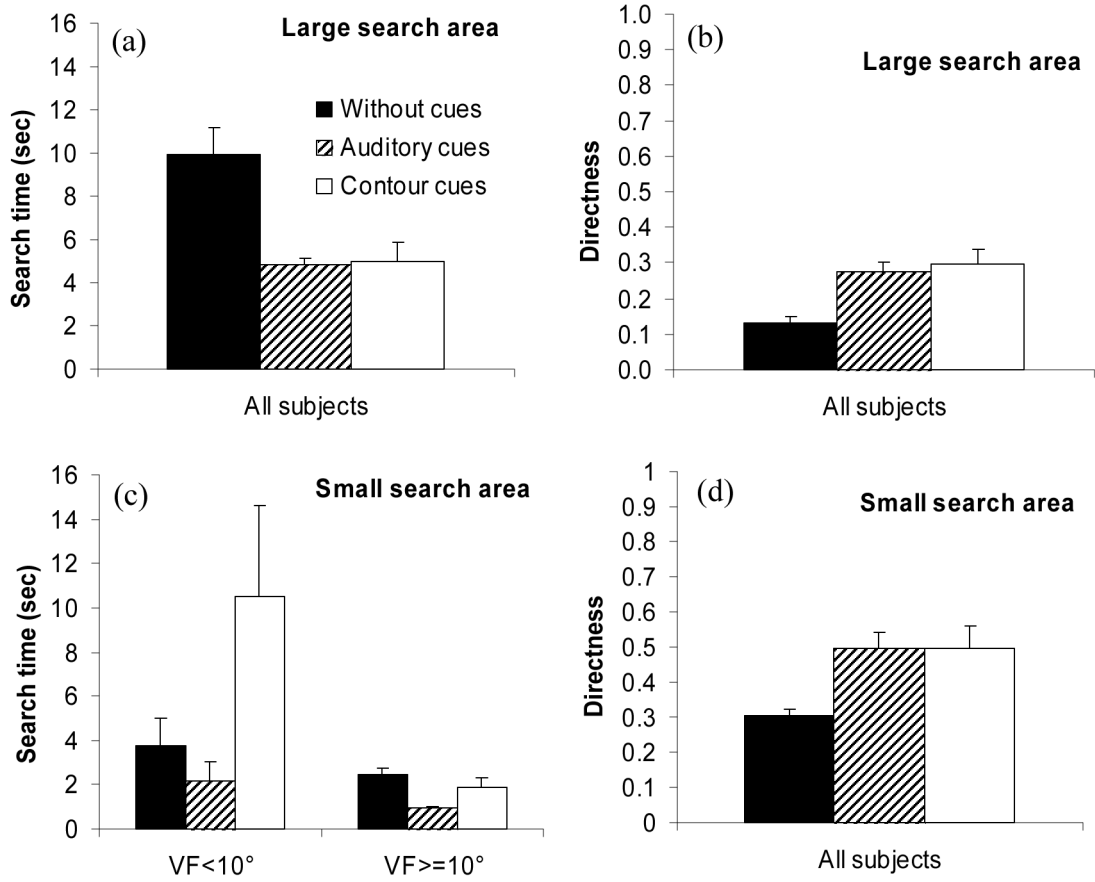 (a)
Large search area
Search time (sec)
16
14
12
10
8
6
4
2
0
Without cues
Auditory cues
Contour cues
All subjects
(b)
Large search area
Directness
1.0
0.9
0.8
0.7
0.6
0.5
0.4
0.3
0.2
0.1
0.0
All subjects
(c)
Small search area
Search time (sec)
16
14
12
10
8
6
4
2
0
VF<10°
VF>=10°
(d)
Small search area
Directness
1
0.9
0.8
0.7
0.6
0.5
0.4
0.3
0.2
0.1
0
All subjects